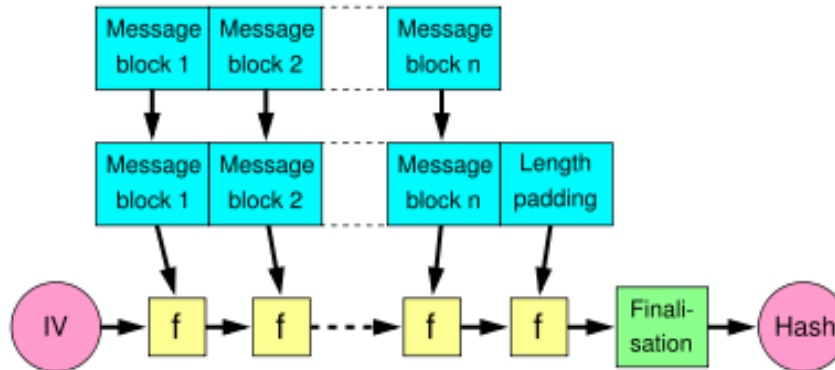 Message Message Message
block 1 block 2 block n
Message Message Message Length
block 1 block 2 block n padding
IV f f f f Finali- Hash
sation